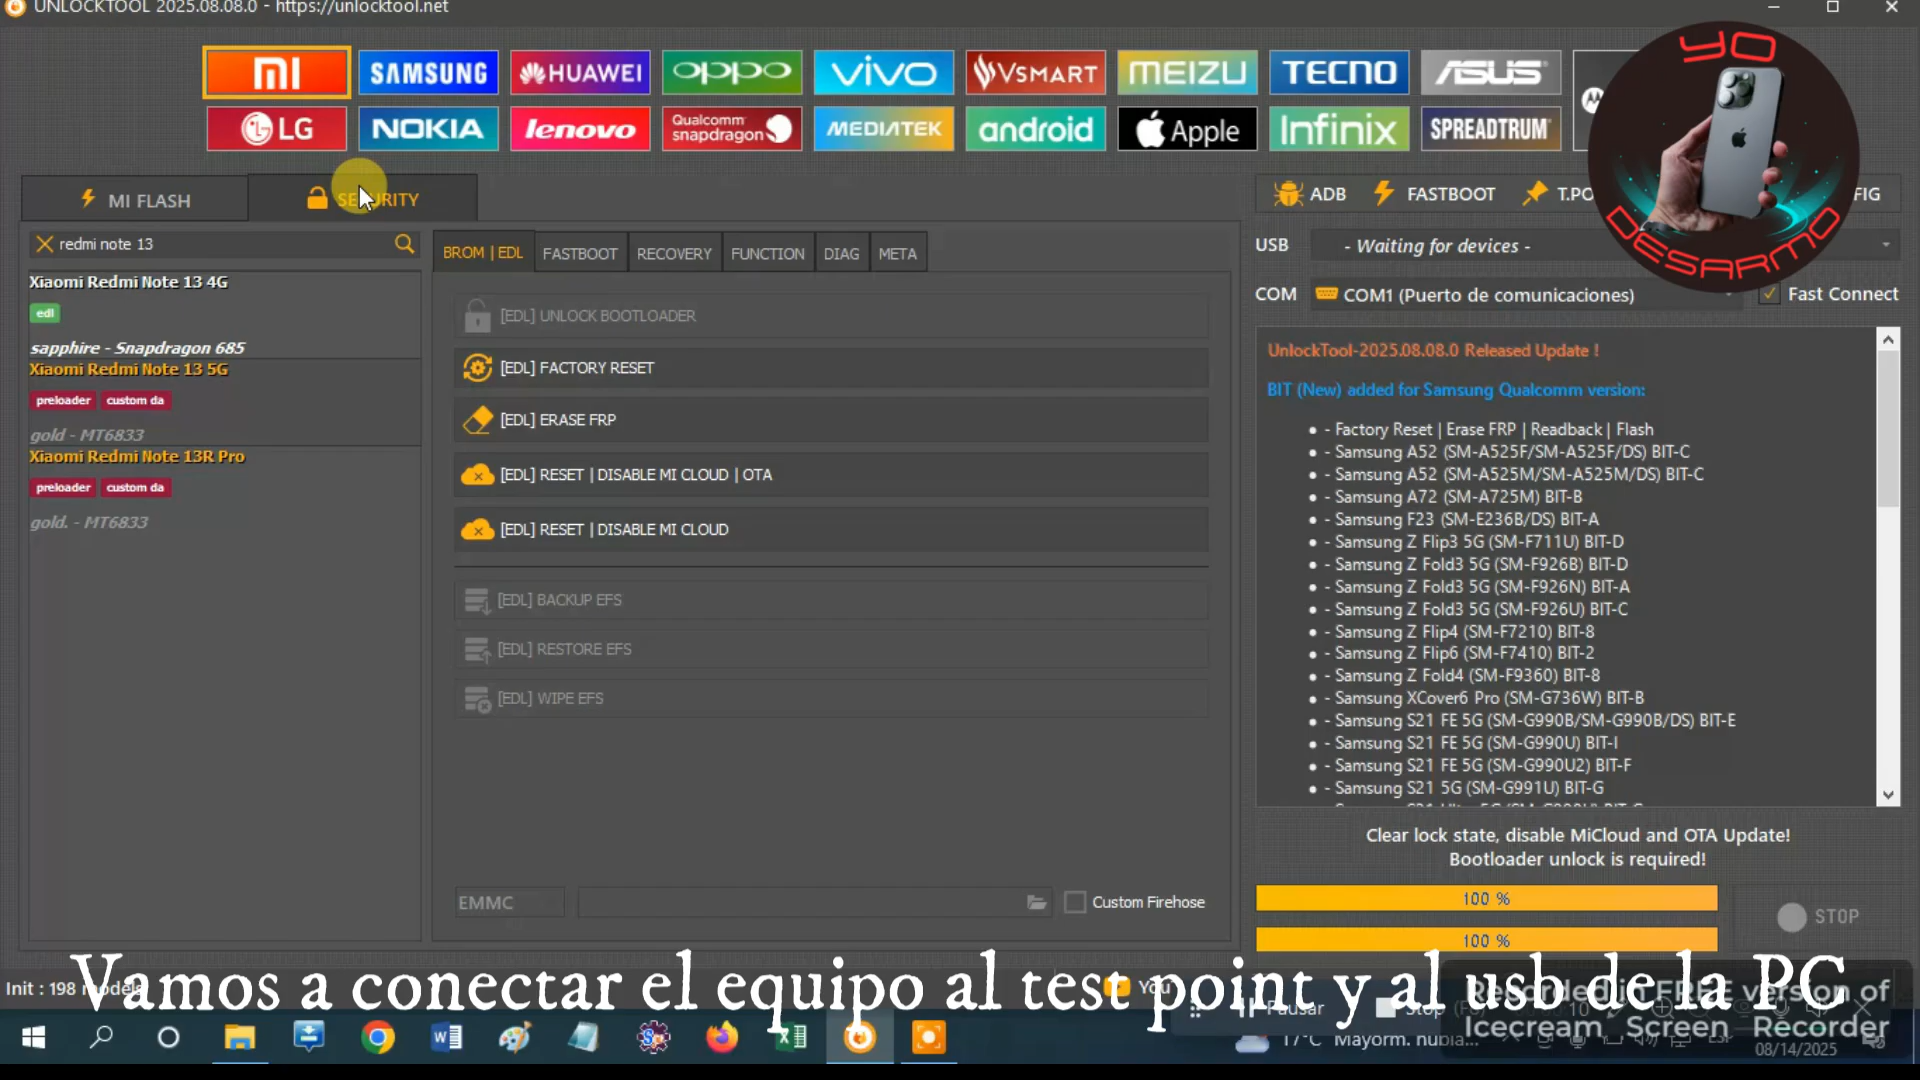 UNLOCKTOOL 2025.08.08.0 - https://unlocktool.net
MI
SAMSUNG
HUAWEI
OPPO
VIVO
VSMART
MEIZU
TECNO
ASUS
LG
NOKIA
lenovo
Qualcomm
snapdragon
MEDIATEK
android
Apple
Infinix
SPREADTRUM
YO
DESARMO
MI FLASH
SECURITY
ADB
FASTBOOT
redmi note 13
BROM | EDL
FASTBOOT
RECOVERY
FUNCTION
DIAG
META
USB
- Waiting for devices -
COM
COM1 (Puerto de comunicaciones)
Fast Connect
Xiaomi Redmi Note 13 4G
edl
sapphire - Snapdragon 685
Xiaomi Redmi Note 13 5G
preloader custom da
gold - MT6833
Xiaomi Redmi Note 13R Pro
preloader custom da
gold. - MT6833
[EDL] UNLOCK BOOTLOADER
[EDL] FACTORY RESET
[EDL] ERASE FRP
[EDL] RESET | DISABLE MI CLOUD | OTA
[EDL] RESET | DISABLE MI CLOUD
[EDL] BACKUP EFS
[EDL] RESTORE EFS
[EDL] WIPE EFS
EMMC
Custom Firehose
UnlockTool-2025.08.08.0 Released Update !
BIT (New) added for Samsung Qualcomm version:
- Factory Reset | Erase FRP | Readback | Flash
- Samsung A52 (SM-A525F/SM-A525F/DS) BIT-C
- Samsung A52 (SM-A525M/SM-A525M/DS) BIT-C
- Samsung A72 (SM-A725M) BIT-B
- Samsung F23 (SM-E236B/DS) BIT-A
- Samsung Z Flip3 5G (SM-F711U) BIT-D
- Samsung Z Fold3 5G (SM-F926B) BIT-D
- Samsung Z Fold3 5G (SM-F926N) BIT-A
- Samsung Z Fold3 5G (SM-F926U) BIT-C
- Samsung Z Flip4 (SM-F7210) BIT-8
- Samsung Z Flip6 (SM-F7410) BIT-2
- Samsung Z Fold4 (SM-F9360) BIT-8
- Samsung XCover6 Pro (SM-G736W) BIT-B
- Samsung S21 FE 5G (SM-G990B/SM-G990B/DS) BIT-E
- Samsung S21 FE 5G (SM-G990U) BIT-I
- Samsung S21 FE 5G (SM-G990U2) BIT-F
- Samsung S21 5G (SM-G991U) BIT-G
Clear lock state, disable MiCloud and OTA Update!
Bootloader unlock is required!
100 %
100 %
STOP
Vamos a conectar el equipo al test point y al usb de la PC
Init : 198 models
Pausar
Recorded FREE version of
Icecream Screen Recorder
17°C Mayorm. nubla...
08/14/2025